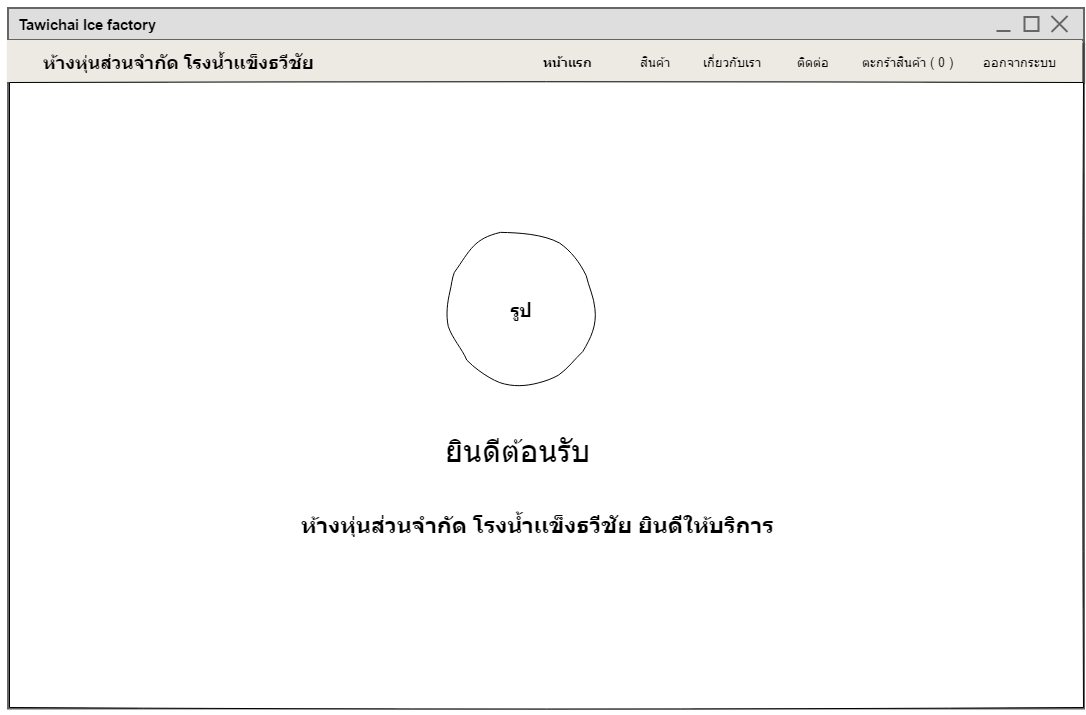 Tawichai Ice factory
ห้างหุ่นส่วนจำกัด โรงน้ำแข็งธวีชัย หน้าแรก สินค้า เกี่ยวกับเรา ติดต่อ ตะกร้าสินค้า ( 0 ) ออกจากระบบ
รูป
ยินดีต้อนรับ
ห้างหุ่นส่วนจำกัด โรงน้ำแข็งธวีชัย ยินดีให้บริการ